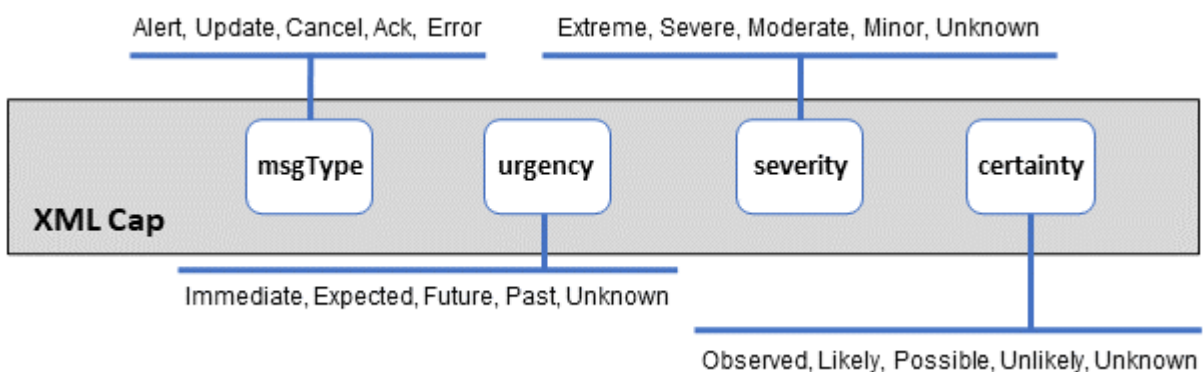 Alert, Update, Cancel, Ack, Error
Extreme, Severe, Moderate, Minor, Unknown
msgType
urgency
severity
certainty
XML Cap
Immediate, Expected, Future, Past, Unknown
Observed, Likely, Possible, Unlikely, Unknown